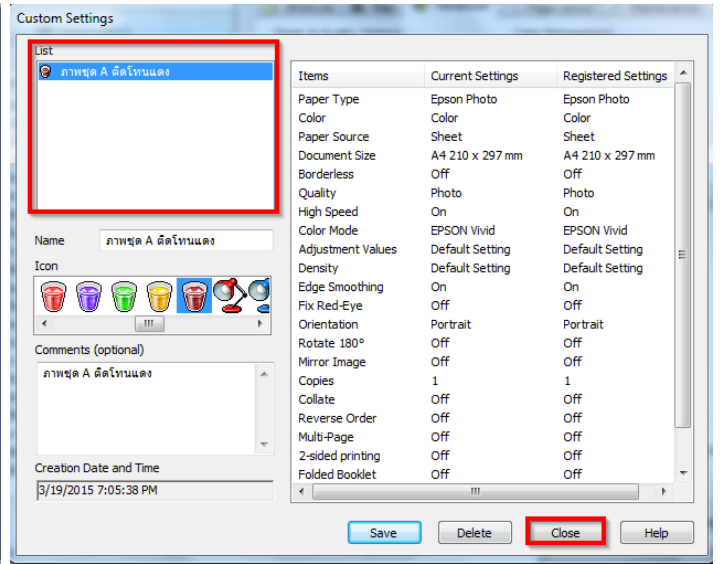 Custom Settings
List
ภาพชุด A ติดโทนแดง
Name ภาพชุด A ติดโทนแดง
Icon
Comments (optional)
ภาพชุด A ติดโทนแดง
Creation Date and Time
3/19/2015 7:05:38 PM
Items Current Settings Registered Settings
Paper Type Epson Photo Epson Photo
Color Color Color
Paper Source Sheet Sheet
Document Size A4 210 x 297 mm A4 210 x 297 mm
Borderless Off Off
Quality Photo Photo
High Speed On On
Color Mode EPSON Vivid EPSON Vivid
Adjustment Values Default Setting Default Setting
Density Default Setting Default Setting
Edge Smoothing On On
Fix Red-Eye Off Off
Orientation Portrait Portrait
Rotate 180° Off Off
Mirror Image Off Off
Copies 1 1
Collate Off Off
Reverse Order Off Off
Multi-Page Off Off
2-sided printing Off Off
Folded Booklet Off Off
Save Delete Close Help